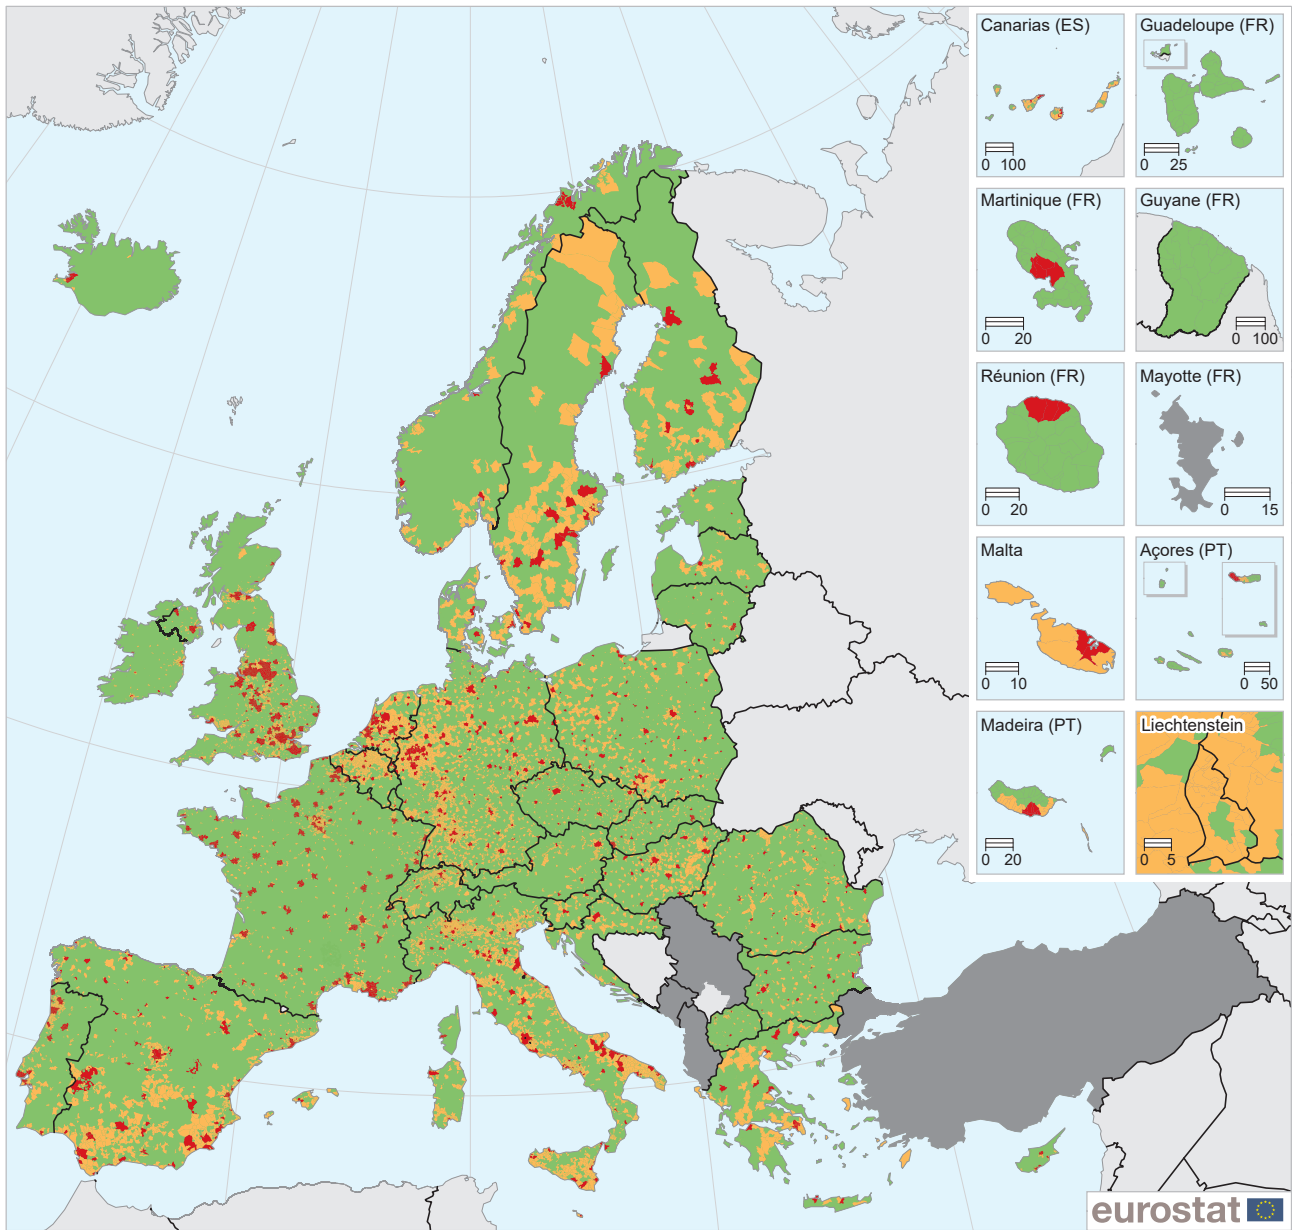 Canarias (ES)
0 100
Guadeloupe (FR)
0 25
Martinique (FR)
0 20
Guyane (FR)
0 100
Réunion (FR)
0 20
Mayotte (FR)
0 15
Malta
0 10
Açores (PT)
0 50
Madeira (PT)
0 20
Liechtenstein
0 5
eurostat